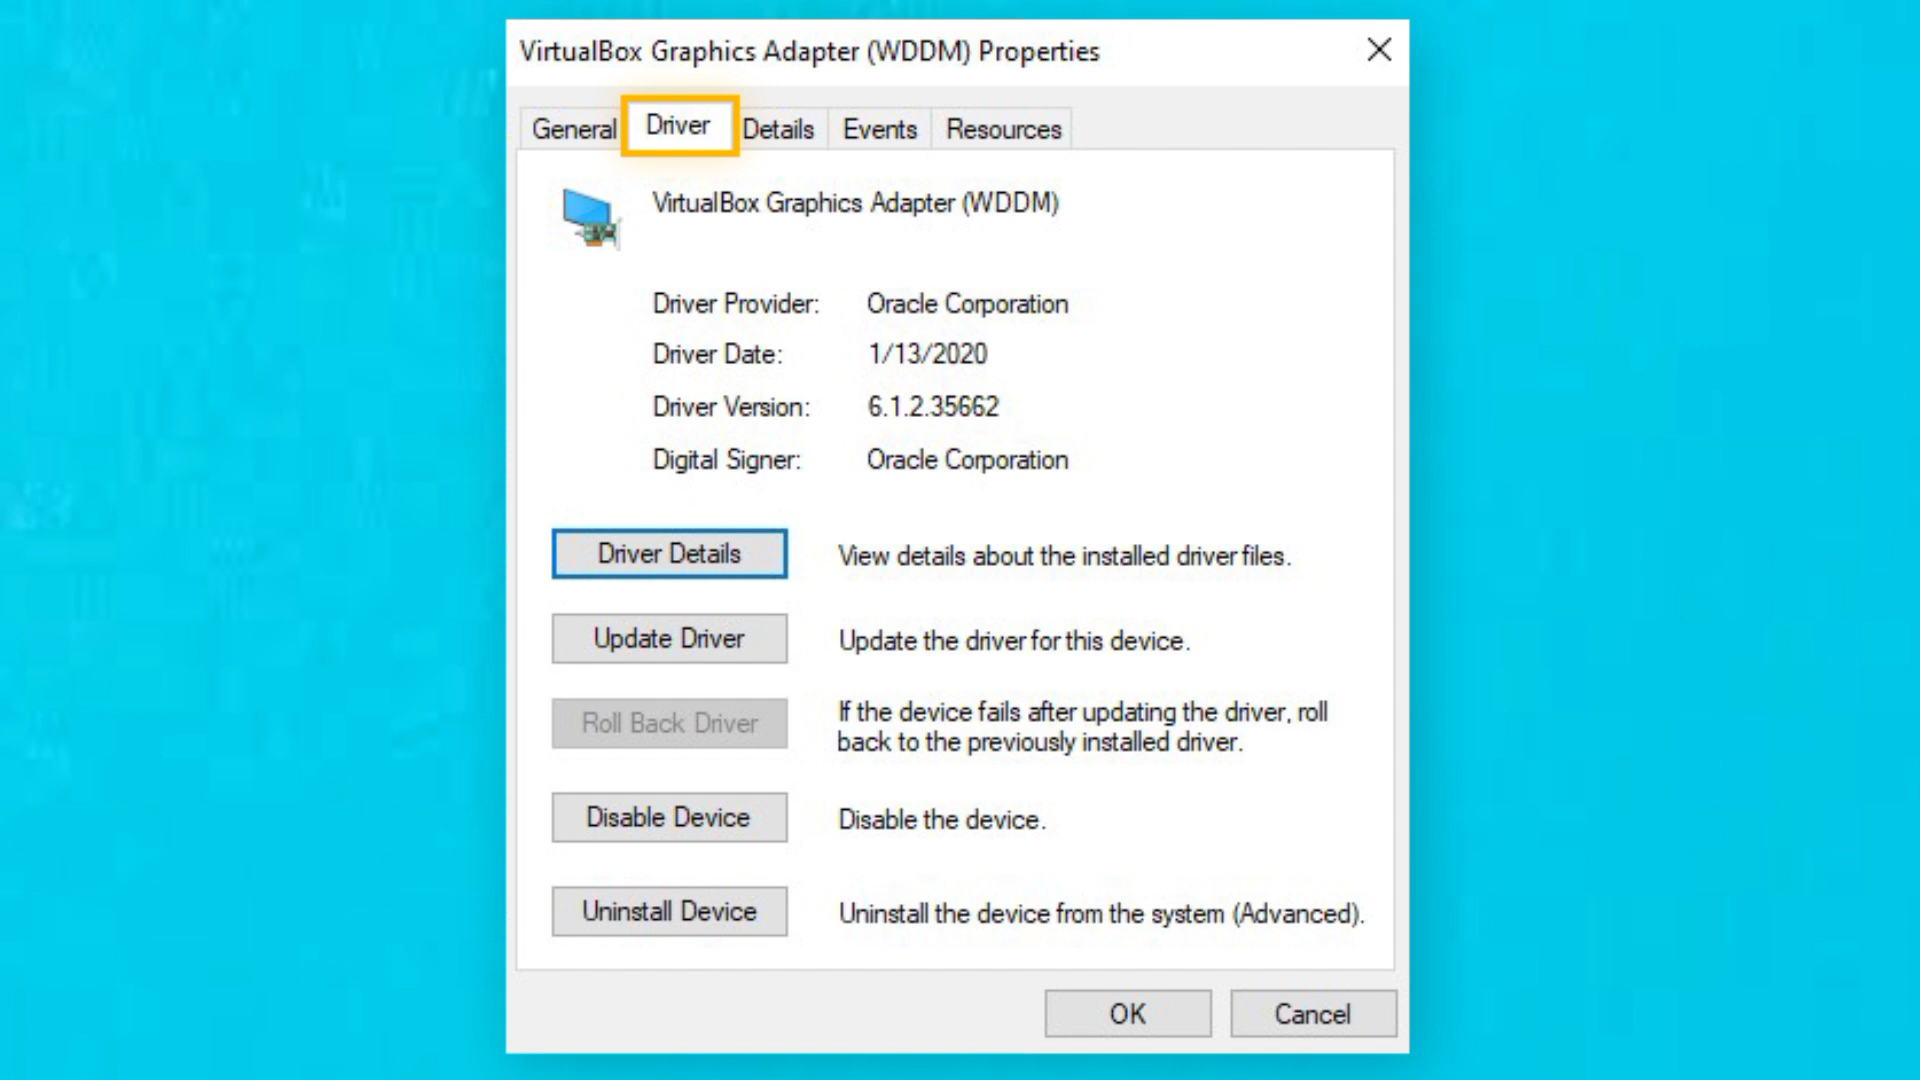 VirtualBox Graphics Adapter (WDDM) Properties
General Driver Details Events Resources
VirtualBox Graphics Adapter (WDDM)
Driver Provider: Oracle Corporation
Driver Date: 1/13/2020
Driver Version: 6.1.2.35662
Digital Signer: Oracle Corporation
Driver Details View details about the installed driver files.
Update Driver Update the driver for this device.
Roll Back Driver If the device fails after updating the driver, roll
back to the previously installed driver.
Disable Device Disable the device.
Uninstall Device Uninstall the device from the system (Advanced).
OK Cancel